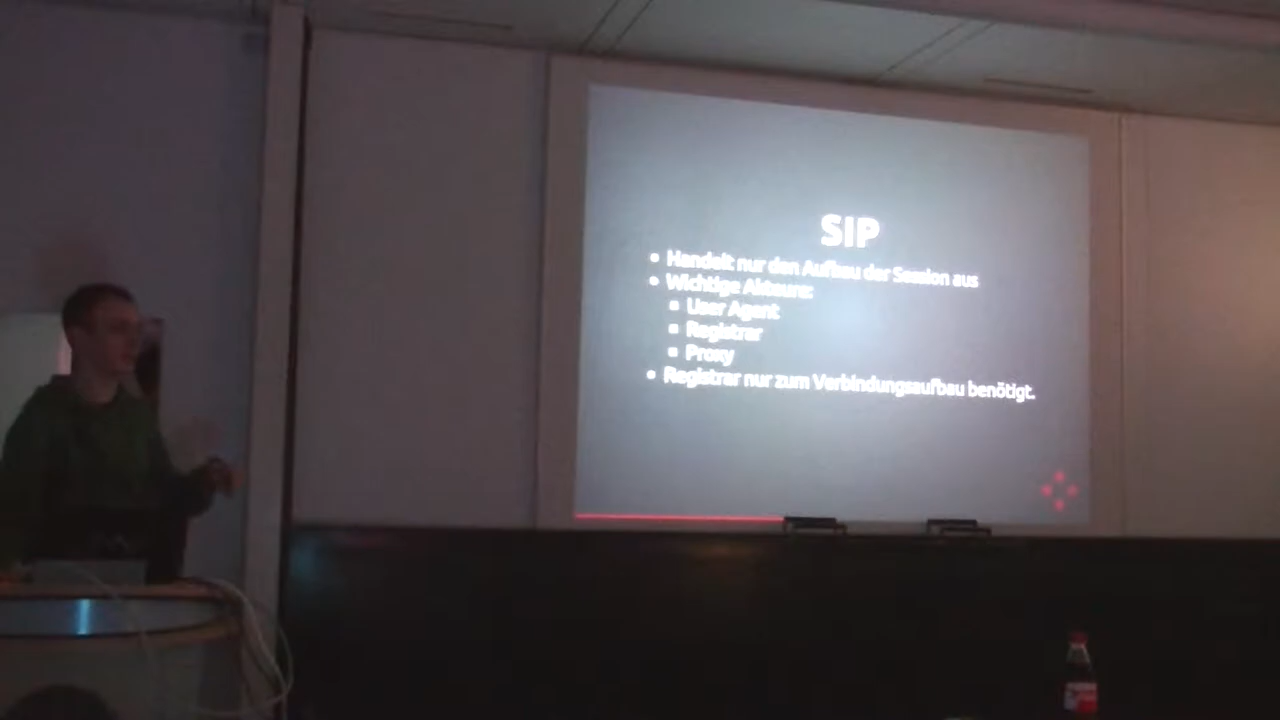 SIP
Handelt nur den Aufbau der Session aus
Wichtige Akteure:
User Agent
Registrar
Proxy
Registrar nur zum Verbindungsaufbau benötigt.